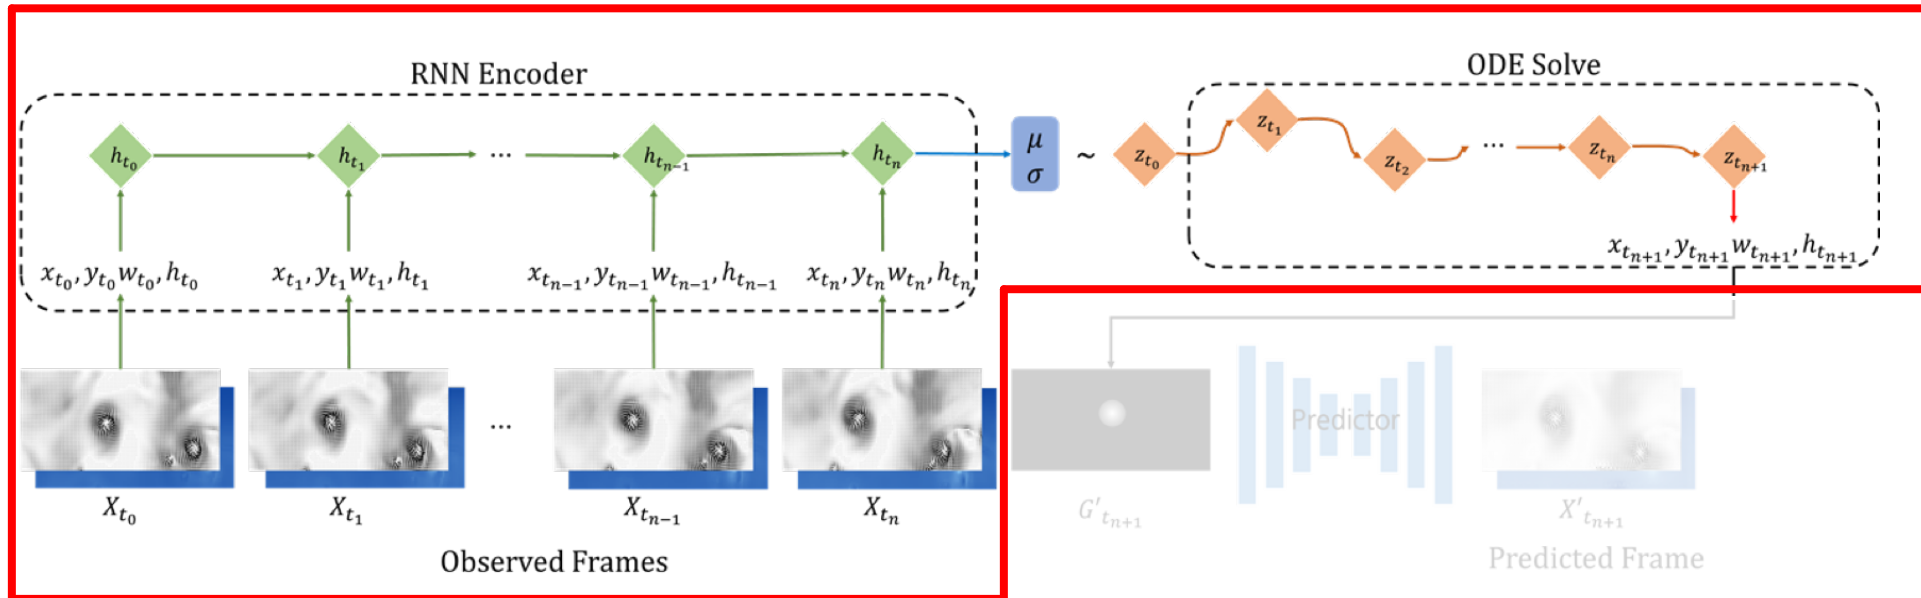 RNN Encoder
ODE Solve
h_{t_0} h_{t_1} ... h_{t_{n-1}} h_{t_n} μ σ ~ z_{t_0} z_{t_1} z_{t_2} ... z_{t_n} z_{t_{n+1}}
x_{t_0}, y_{t_0} w_{t_0}, h_{t_0} x_{t_1}, y_{t_1} w_{t_1}, h_{t_1} x_{t_{n-1}}, y_{t_{n-1}} w_{t_{n-1}}, h_{t_{n-1}} x_{t_n}, y_{t_n} w_{t_n}, h_{t_n}
x_{t_{n+1}}, y_{t_{n+1}} w_{t_{n+1}}, h_{t_{n+1}}
...
Predictor
X_{t_0} X_{t_1} X_{t_{n-1}} X_{t_n} G'_{t_{n+1}} X'_{t_{n+1}}
Observed Frames
Predicted Frame